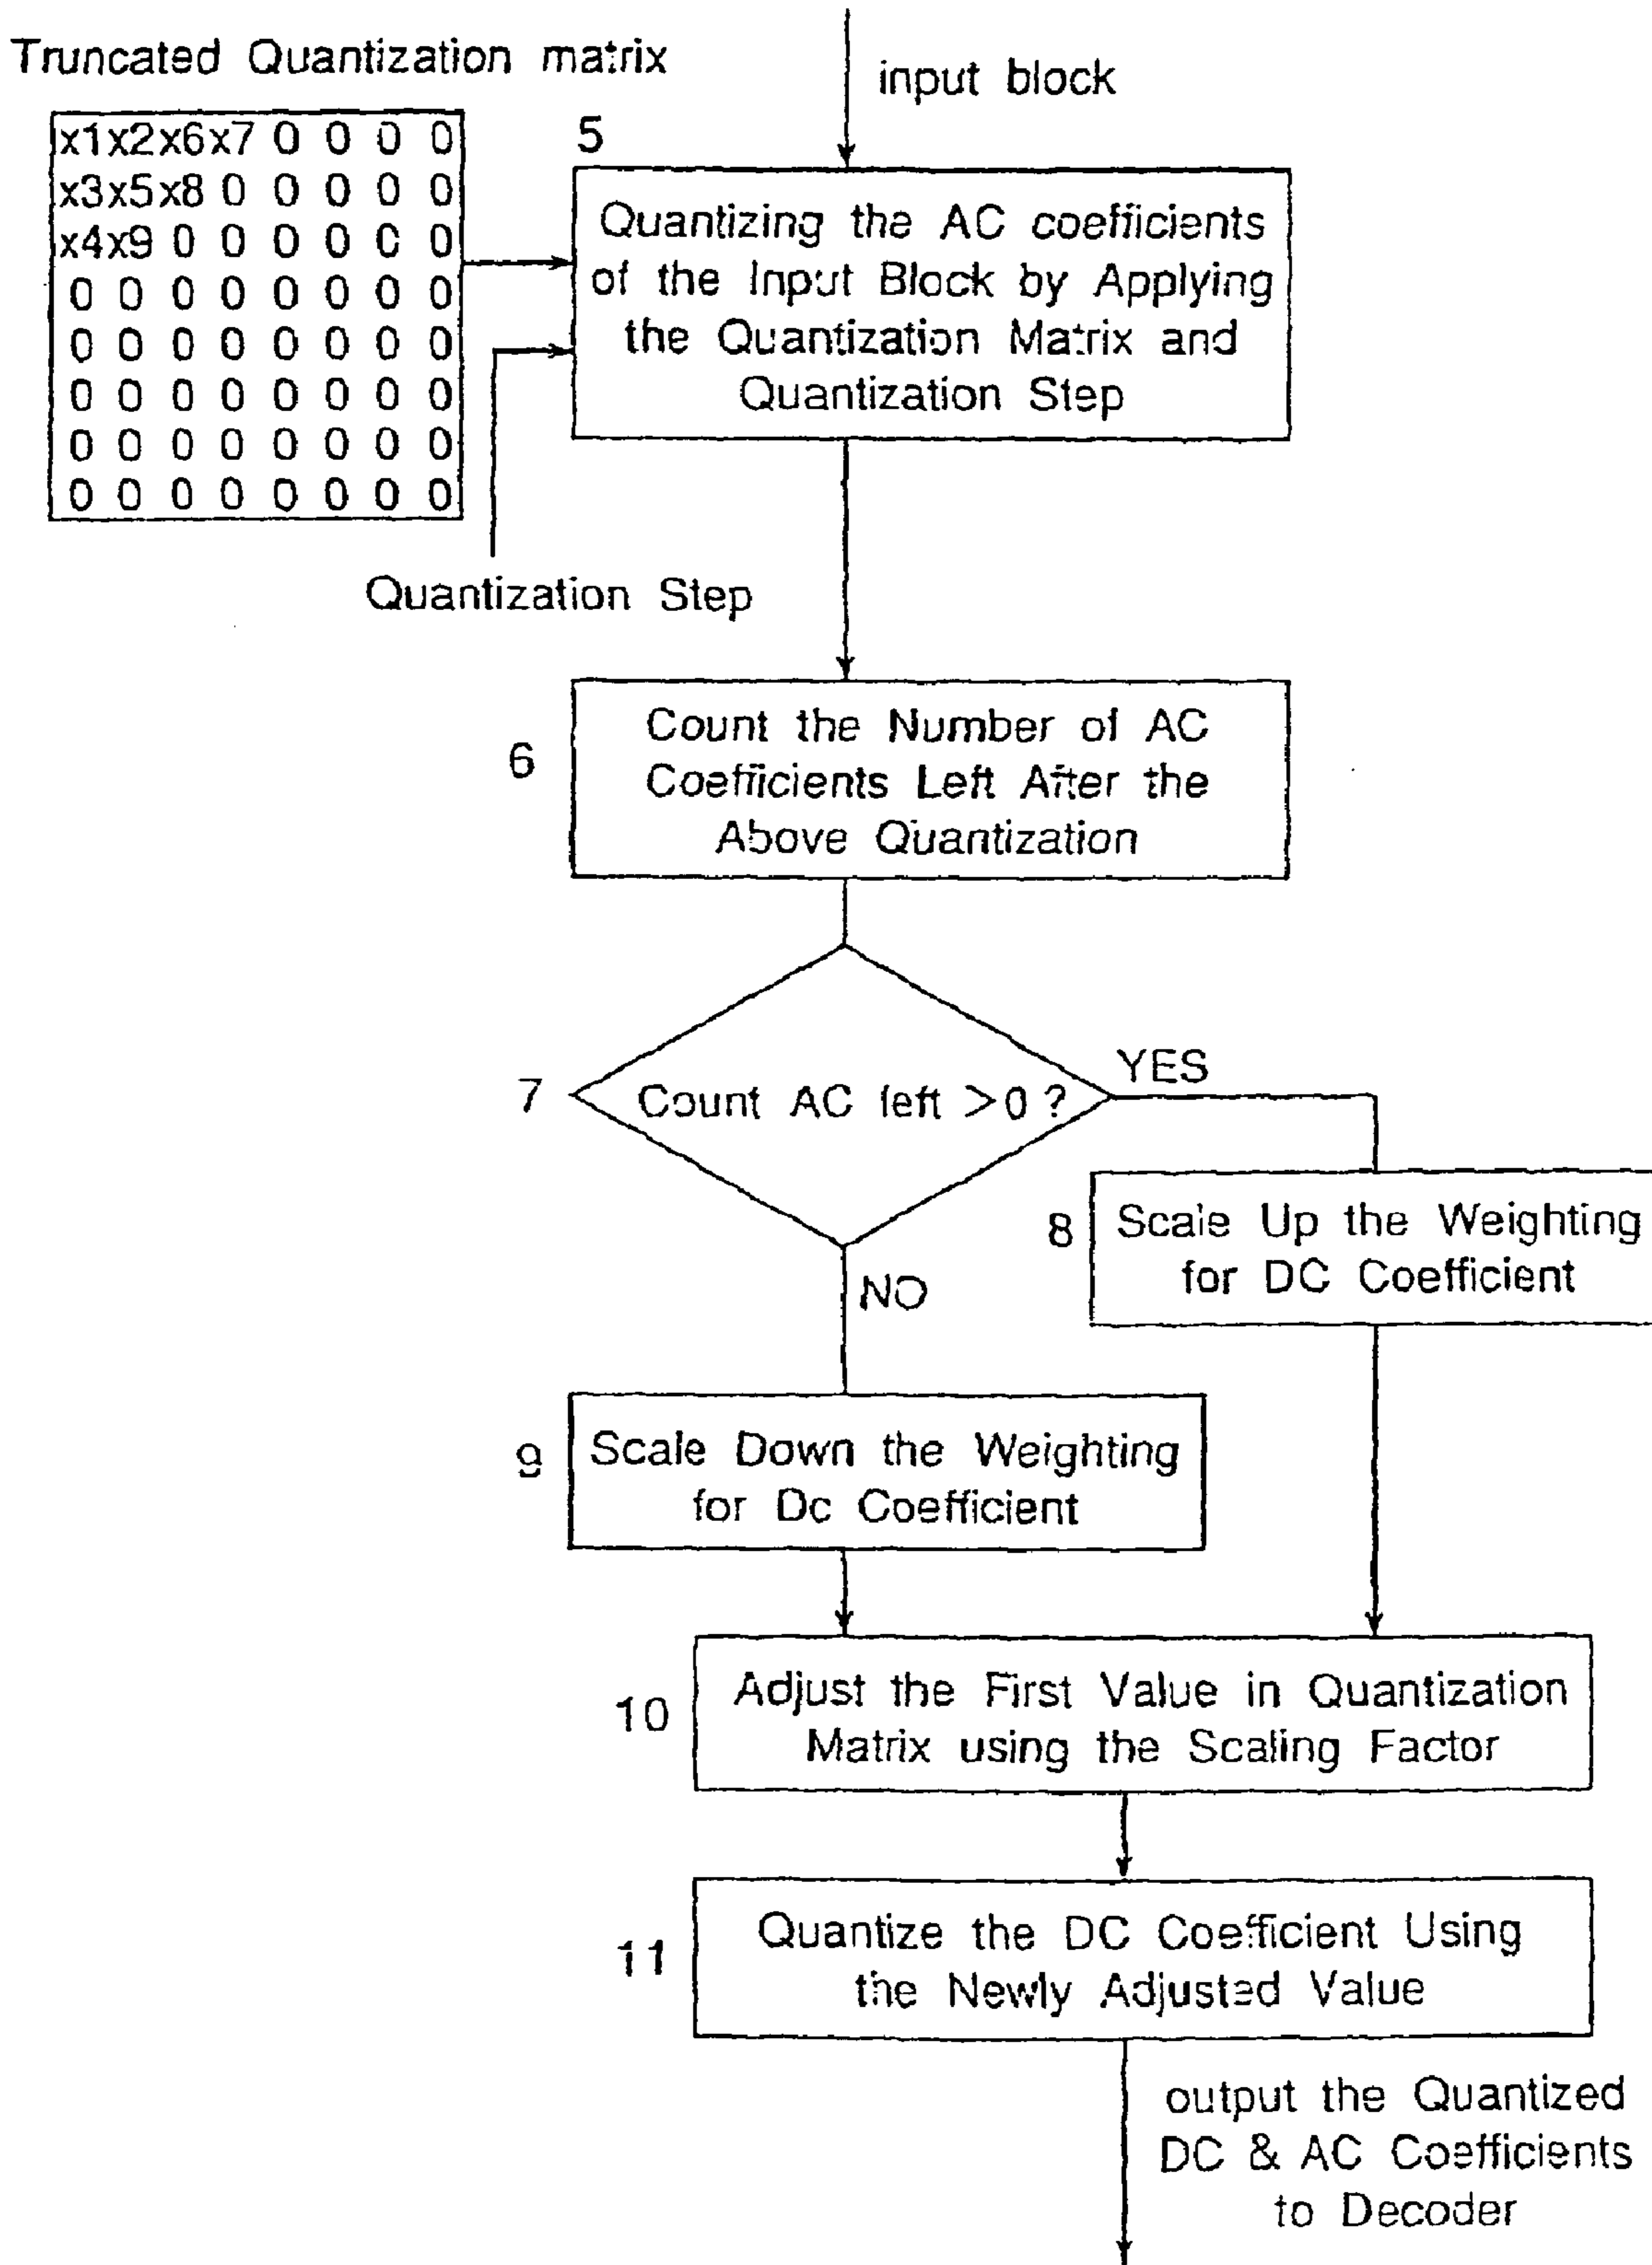 Truncated Quantization matrix
input block
x1x2x6x7 0 0 0 0
x3x5x8 0 0 0 0 0
x4x9 0 0 0 0 0 0
0 0 0 0 0 0 0 0
0 0 0 0 0 0 0 0
0 0 0 0 0 0 0 0
0 0 0 0 0 0 0 0
0 0 0 0 0 0 0 0
5
Quantizing the AC coefficients
of the Input Block by Applying
the Quantization Matrix and
Quantization Step
Quantization Step
6
Count the Number of AC
Coefficients Left After the
Above Quantization
7
Count AC left >0 ?
YES
8
Scale Up the Weighting
for DC Coefficient
NO
9
Scale Down the Weighting
for Dc Coefficient
10
Adjust the First Value in Quantization
Matrix using the Scaling Factor
11
Quantize the DC Coefficient Using
the Newly Adjusted Value
output the Quantized
DC & AC Coefficients
to Decoder